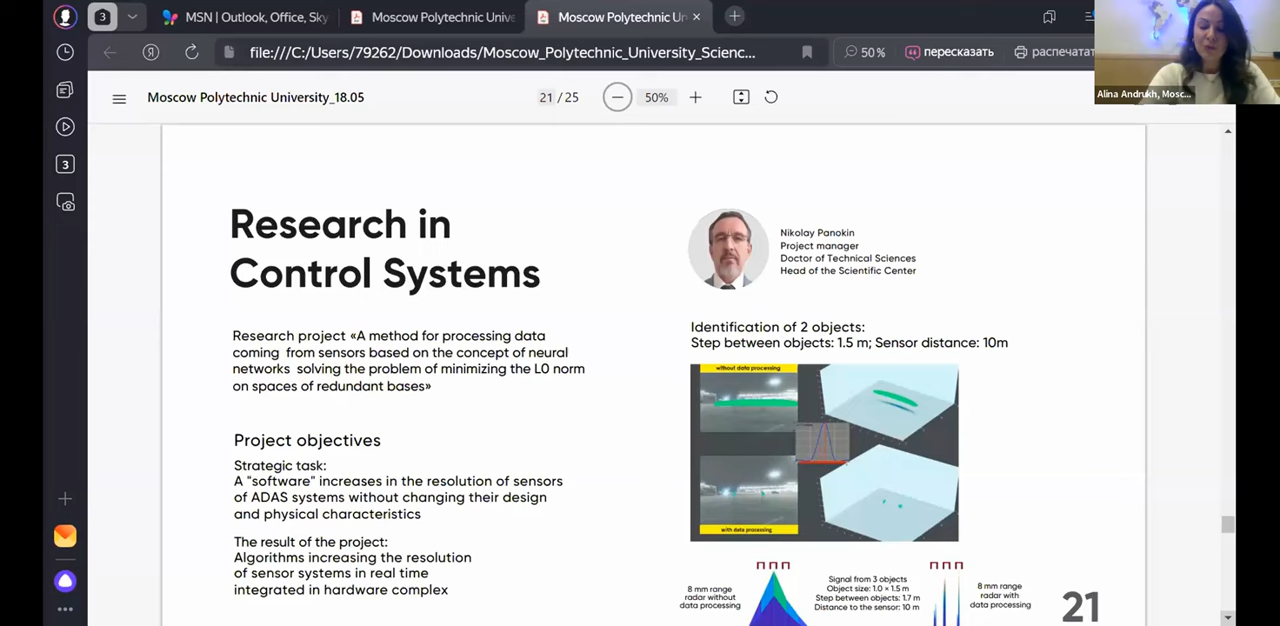 3
MSN | Outlook, Office, Sky
Moscow Polytechnic Unive
Moscow Polytechnic Un
file:///C:/Users/79262/Downloads/Moscow_Polytechnic_University_Scienc...
50 %
пересказать
распечатат
Alina Andrukh, Mosc...
Moscow Polytechnic University_18.05
21 / 25
50%
3
Research in
Control Systems
Nikolay Panokin
Project manager
Doctor of Technical Sciences
Head of the Scientific Center
Research project «A method for processing data
coming from sensors based on the concept of neural
networks solving the problem of minimizing the L0 norm
on spaces of redundant bases»
Identification of 2 objects:
Step between objects: 1.5 m; Sensor distance: 10m
without data processing
with data processing
Project objectives
Strategic task:
A "software" increases in the resolution of sensors
of ADAS systems without changing their design
and physical characteristics
The result of the project:
Algorithms increasing the resolution
of sensor systems in real time
integrated in hardware complex
8 mm range
radar without
data processing
Signal from 3 objects
Object size: 1.0 × 1.5 m
Step between objects: 1.7 m
Distance to the sensor: 10 m
8 mm range
radar with
data processing
21